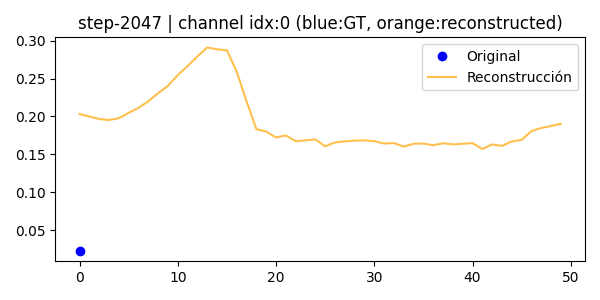 step-2047 | channel idx:0 (blue:GT, orange:reconstructed)
Original
Reconstrucción
0.30
0.25
0.20
0.15
0.10
0.05
0 10 20 30 40 50